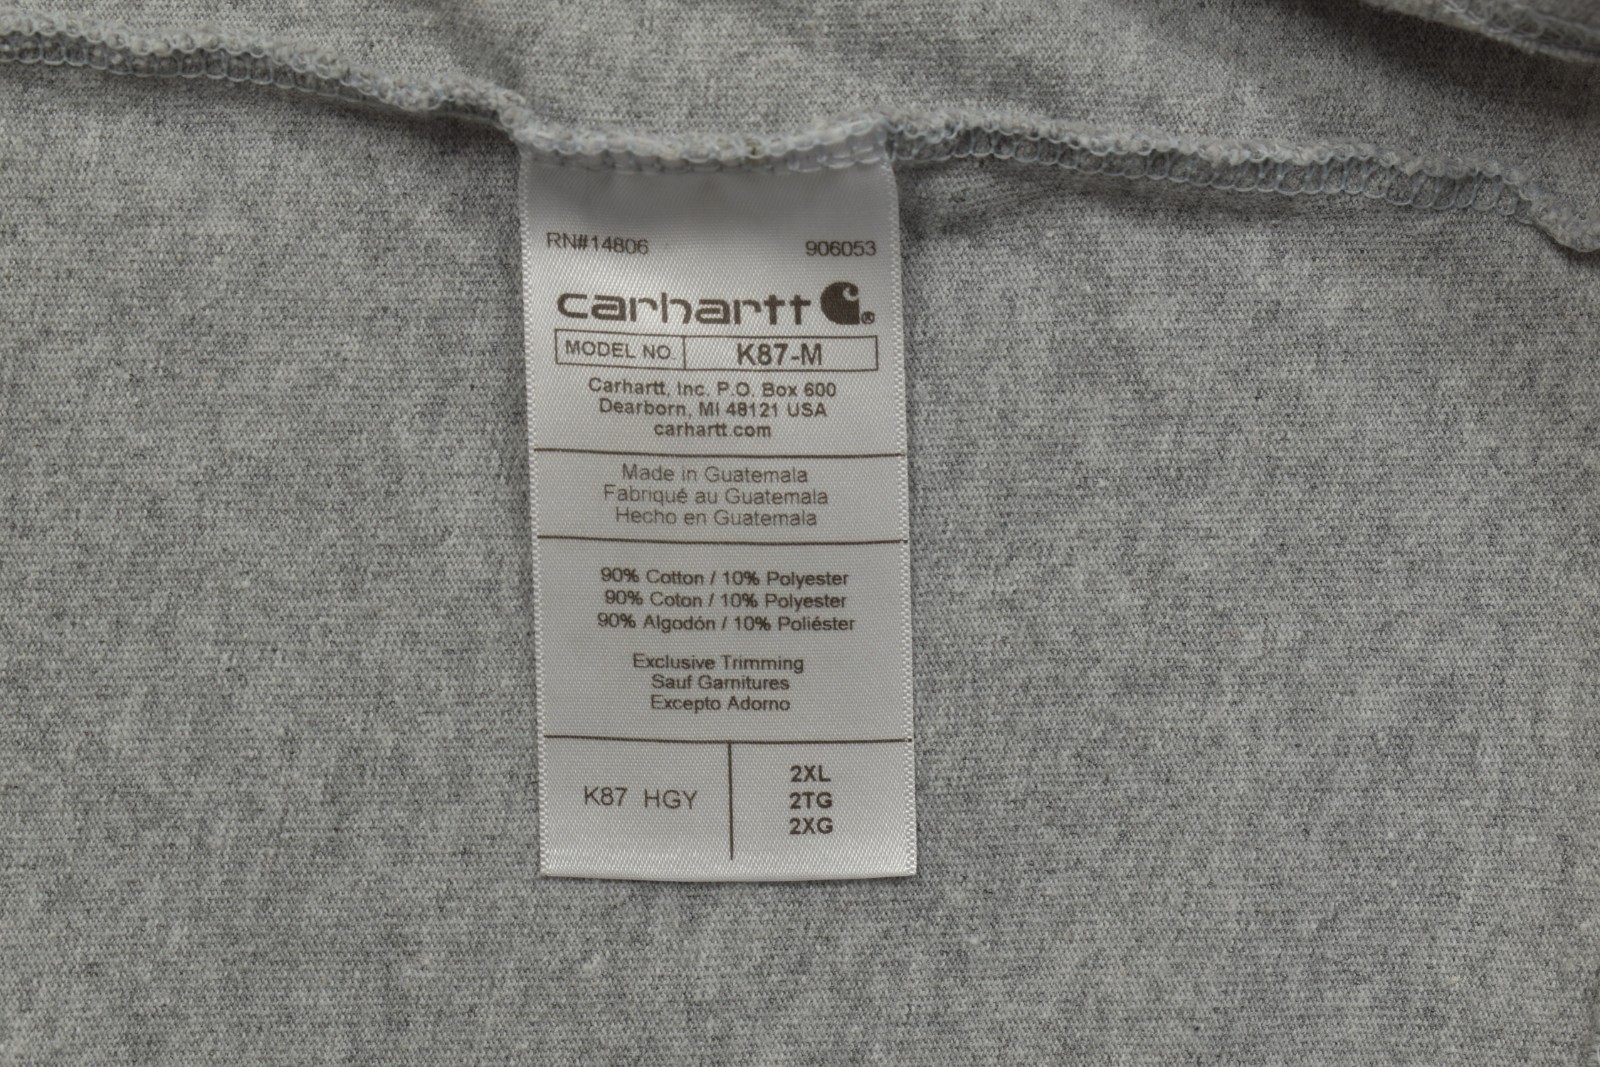 RN#14806 906053
carhartt ®
MODEL NO. K87-M
Carhartt, Inc. P.O. Box 600
Dearborn, MI 48121 USA
carhartt.com
Made in Guatemala
Fabriqué au Guatemala
Hecho en Guatemala
90% Cotton / 10% Polyester
90% Coton / 10% Polyester
90% Algodón / 10% Poliéster
Exclusive Trimming
Sauf Garnitures
Excepto Adorno
K87 HGY
2XL
2TG
2XG